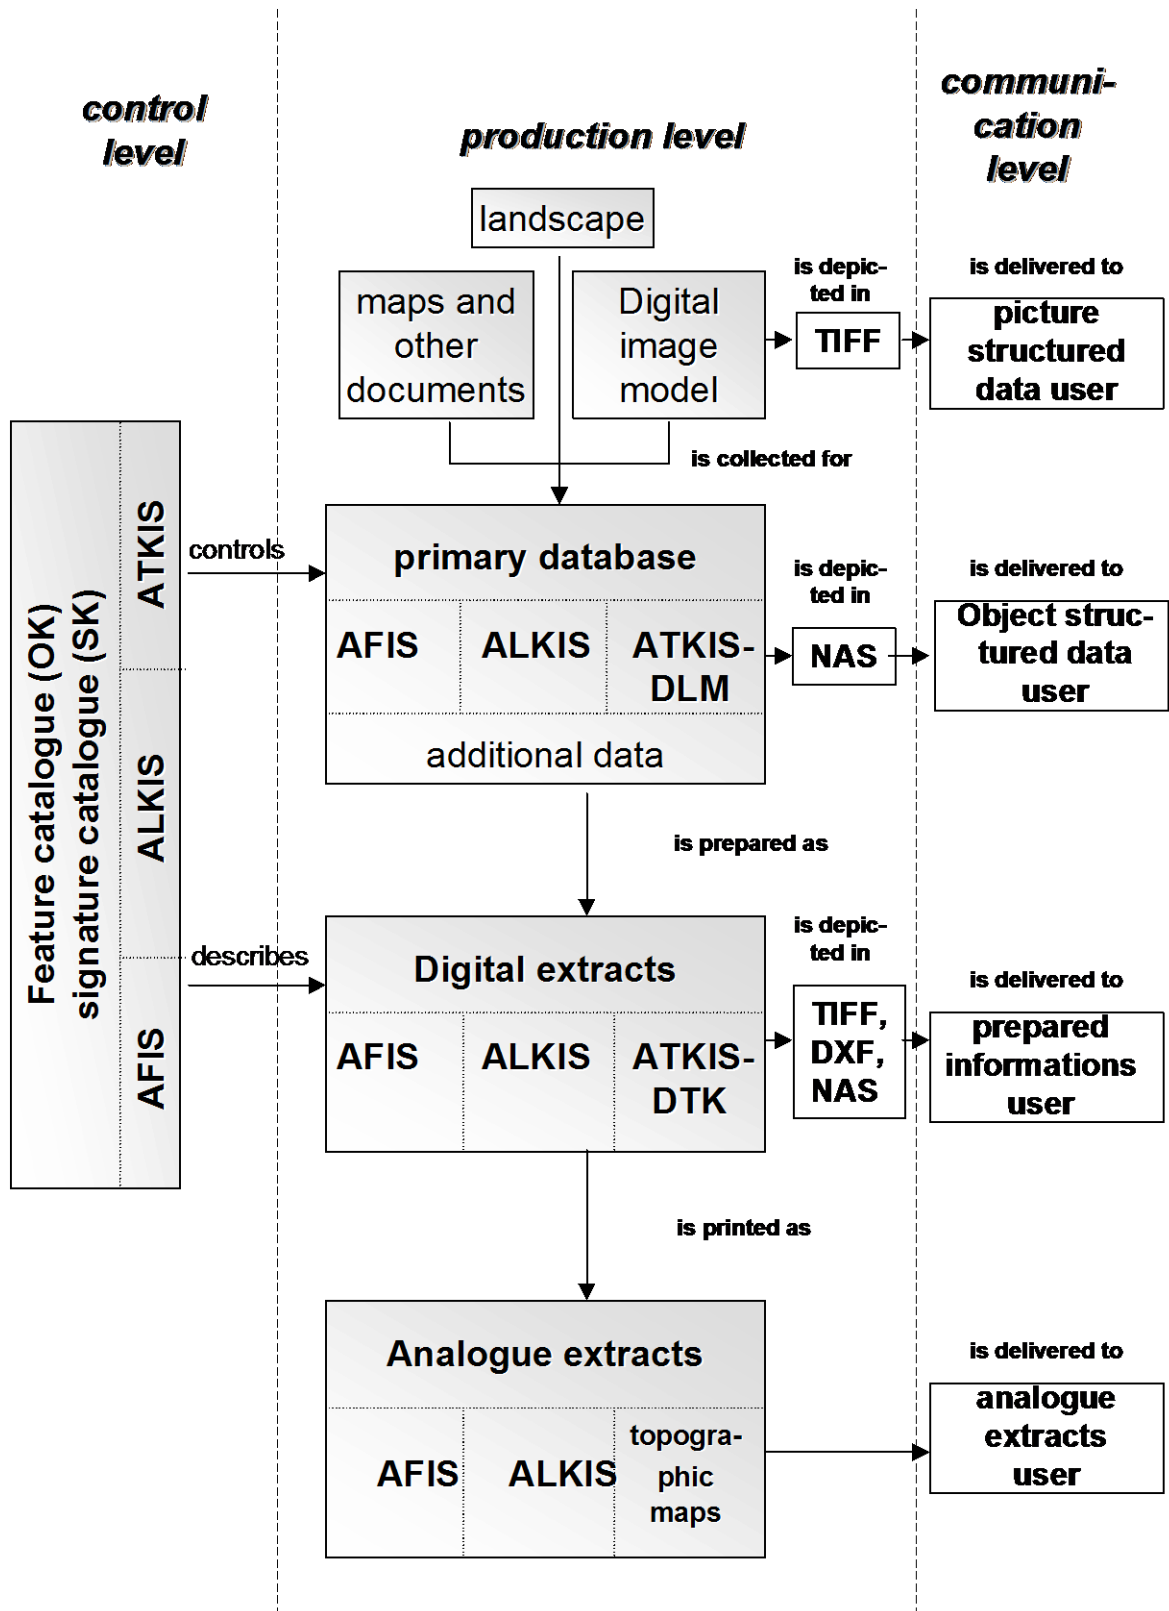 control
level
production level
communi-
cation
level
landscape
maps and
other
documents
Digital
image
model
is depic-
ted in
TIFF
is delivered to
picture
structured
data user
is collected for
Feature catalogue (OK)
signature catalogue (SK)
ATKIS
ALKIS
AFIS
controls
primary database
AFIS
ALKIS
ATKIS-
DLM
additional data
is depic-
ted in
NAS
is delivered to
Object struc-
tured data
user
is prepared as
describes
Digital extracts
AFIS
ALKIS
ATKIS-
DTK
is depic-
ted in
TIFF,
DXF,
NAS
is delivered to
prepared
informations
user
is printed as
Analogue extracts
AFIS
ALKIS
topogra-
phic
maps
is delivered to
analogue
extracts
user